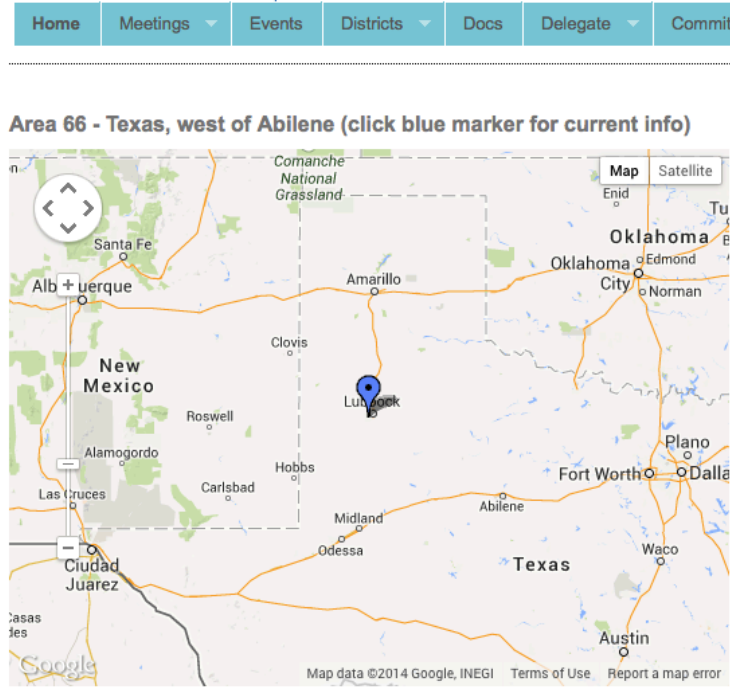 Home Meetings Events Districts Docs Delegate Commit
Area 66 - Texas, west of Abilene (click blue marker for current info)
Comanche
National
Grassland
Map Satellite
Enid
Tu
Santa Fe
Oklahoma
Oklahoma
City
Edmond
Norman
Amarillo
+
Albuquerque
Clovis
New
Mexico
Lubbock
Roswell
Plano
Alamogordo
Hobbs
Fort Worth
Dalla
Carlsbad
Las Cruces
Abilene
Midland
Odessa
Waco
Ciudad
Juarez
Texas
Casas
des
Austin
Google
Map data ©2014 Google, INEGI Terms of Use Report a map error